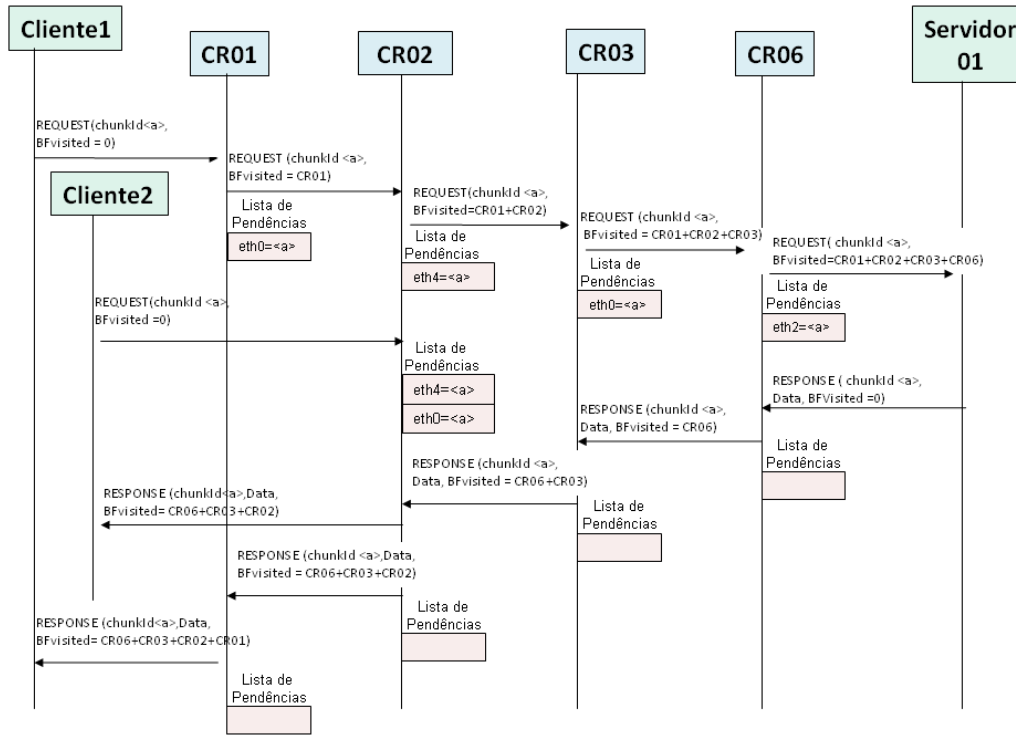 Cliente1
CR01
CR02
CR03
CR06
Servidor
01
REQUEST(chunkId<a>,
BFvisited = 0)
REQUEST (chunkId <a>,
BFvisited = CR01)
Lista de
Pendências
eth0=<a>
Cliente2
REQUEST(chunkId <a>,
BFvisited=CR01+CR02)
Lista de
Pendências
eth4=<a>
REQUEST (chunkId <a>,
BFvisited = CR01+CR02+CR03)
Lista de
Pendências
eth0=<a>
REQUEST( chunkId <a>,
BFvisited=CR01+CR02+CR03+CR06)
Lista de
Pendências
eth2=<a>
REQUEST(chunkId <a>,
BFvisited =0)
Lista de
Pendências
eth4=<a>
eth0=<a>
RESPONSE ( chunkId <a>,
Data, BFvisited =0)
RESPONSE (chunkId <a>,
Data, BFvisited = CR06)
Lista de
Pendências
RESPONSE (chunkId <a>,
Data, BFvisited = CR06+CR03)
Lista de
Pendências
RESPONSE (chunkId<a>,Data,
BFvisited= CR06+CR03+CR02)
RESPONSE (chunkId <a>,Data,
BFvisited = CR06+CR03+CR02)
Lista de
Pendências
RESPONSE (chunkId<a>,Data,
BFvisited= CR06+CR03+CR02+CR01)
Lista de
Pendências